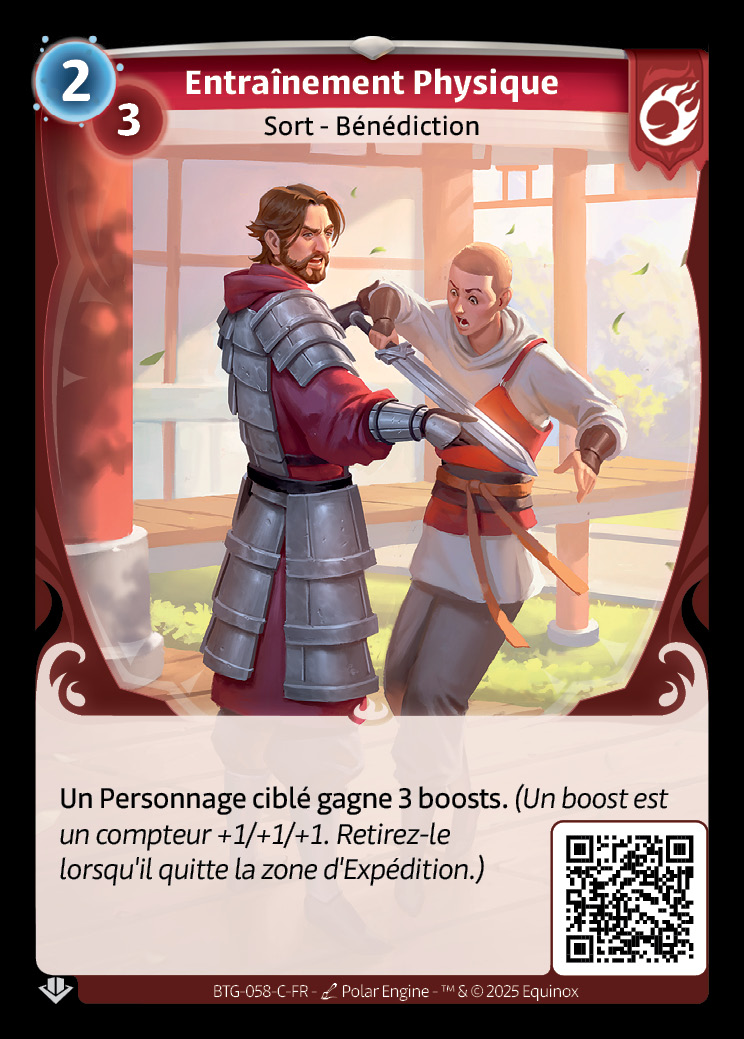 2
Entraînement Physique
3
Sort - Bénédiction
Un Personnage ciblé gagne 3 boosts. (Un boost est
un compteur +1/+1/+1. Retirez-le
lorsqu'il quitte la zone d'Expédition.)
BTG-058-C-FR - Polar Engine - ™ & © 2025 Equinox